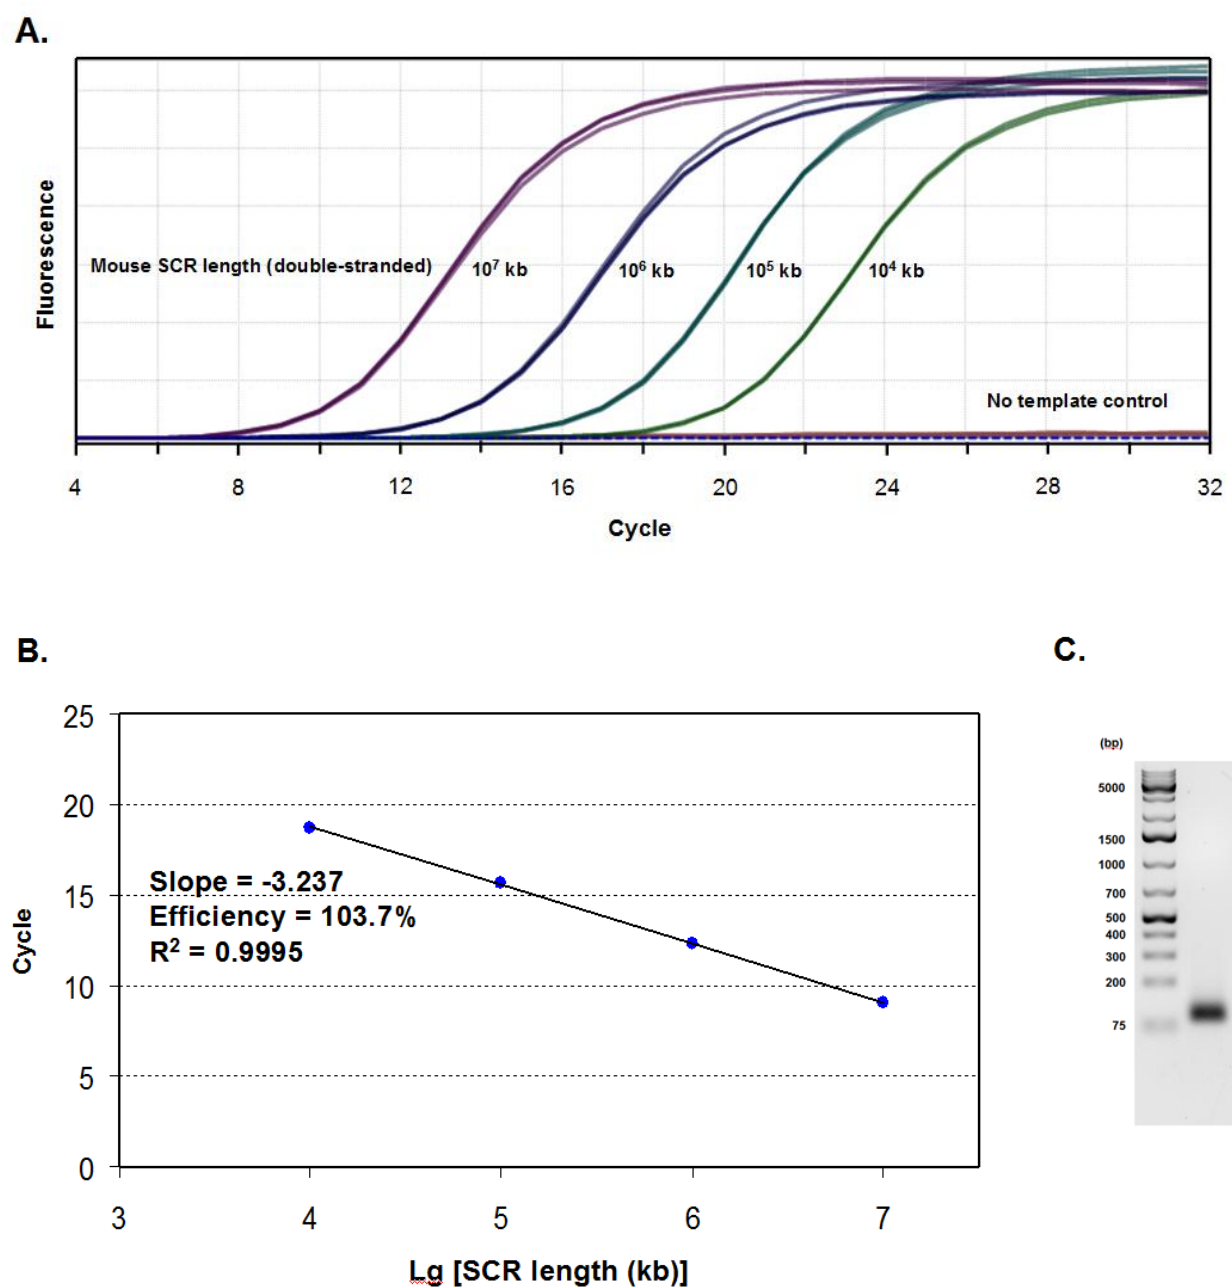 A.
Fluorescence
Mouse SCR length (double-stranded)
10⁷ kb
10⁶ kb
10⁵ kb
10⁴ kb
No template control
4 8 12 16 20 24 28 32
Cycle
B.
25
20
15
10
5
0
Cycle
Slope = -3.237
Efficiency = 103.7%
R² = 0.9995
3 4 5 6 7
Lg [SCR length (kb)]
C.
(bp)
5000
1500
1000
700
500
400
300
200
75